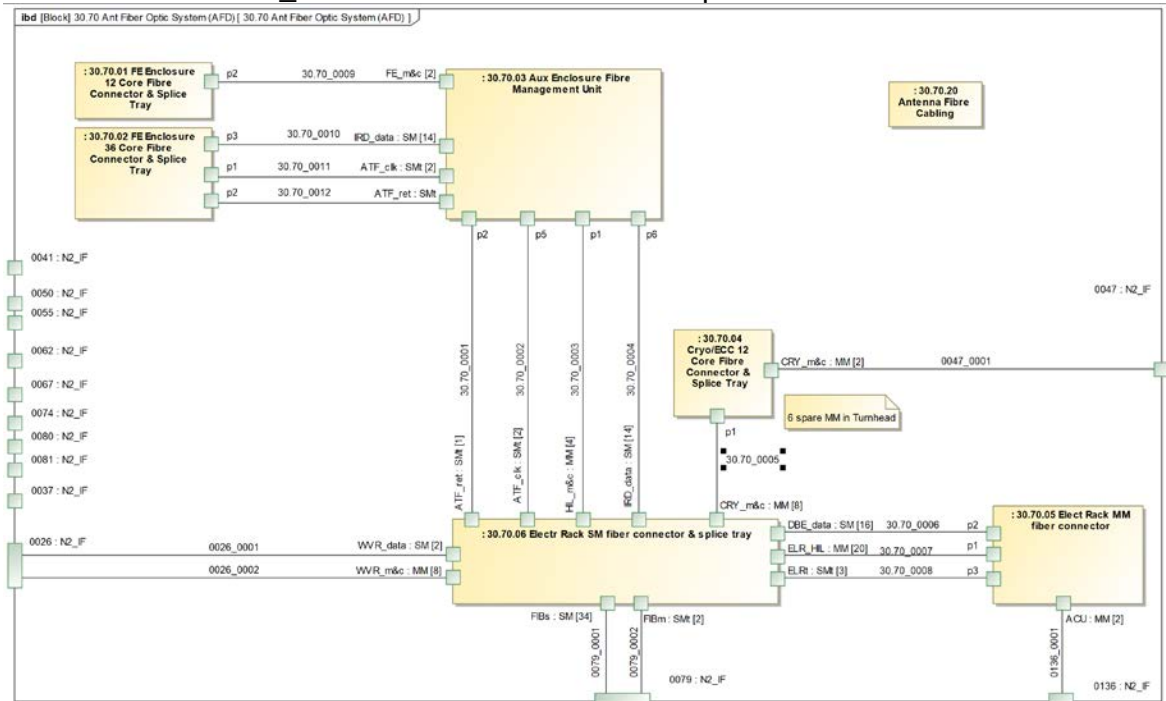 ibd [Block] 30.70 Ant Fiber Optic System (AFD) [ 30.70 Ant Fiber Optic System (AFD) ]
: 30.70.01 FE Enclosure
12 Core Fibre
Connector & Splice
Tray
p2
30.70_0009
FE_m&c [2]
: 30.70.03 Aux Enclosure Fibre
Management Unit
: 30.70.20
Antenna Fibre
Cabling
: 30.70.02 FE Enclosure
36 Core Fibre
Connector & Splice
Tray
p3
30.70_0010
IRD_data : SM [14]
p1
30.70_0011
ATF_clk : SMt [2]
p2
30.70_0012
ATF_ret : SMt
p2
p5
p1
p6
0041 : N2_IF
0050 : N2_IF
0055 : N2_IF
0062 : N2_IF
0067 : N2_IF
0074 : N2_IF
0080 : N2_IF
0081 : N2_IF
0037 : N2_IF
0026 : N2_IF
0047 : N2_IF
30.70_0001
30.70_0002
30.70_0003
30.70_0004
ATF_ret : SMt [1]
ATF_clk : SMt [2]
HIL_m&c : MM [4]
IRD_data : SM [14]
: 30.70.04
Cryo/ECC 12
Core Fibre
Connector &
Splice Tray
CRY_m&c : MM [2]
0047_0001
6 spare MM in Turnhead
p1
30.70_0005
CRY_m&c : MM [8]
0026_0001
WVR_data : SM [2]
0026_0002
WVR_m&c : MM [8]
: 30.70.06 Electr Rack SM fiber connector & splice tray
DBE_data : SM [16]
30.70_0006
p2
ELR_HIL : MM [20]
30.70_0007
p1
ELRt : SMt [3]
30.70_0008
p3
: 30.70.05 Elect Rack MM
fiber connector
FIBs : SM [34]
FIBm : SMt [2]
ACU : MM [2]
0079_0001
0079_0002
0136_0001
0079 : N2_IF
0136 : N2_IF